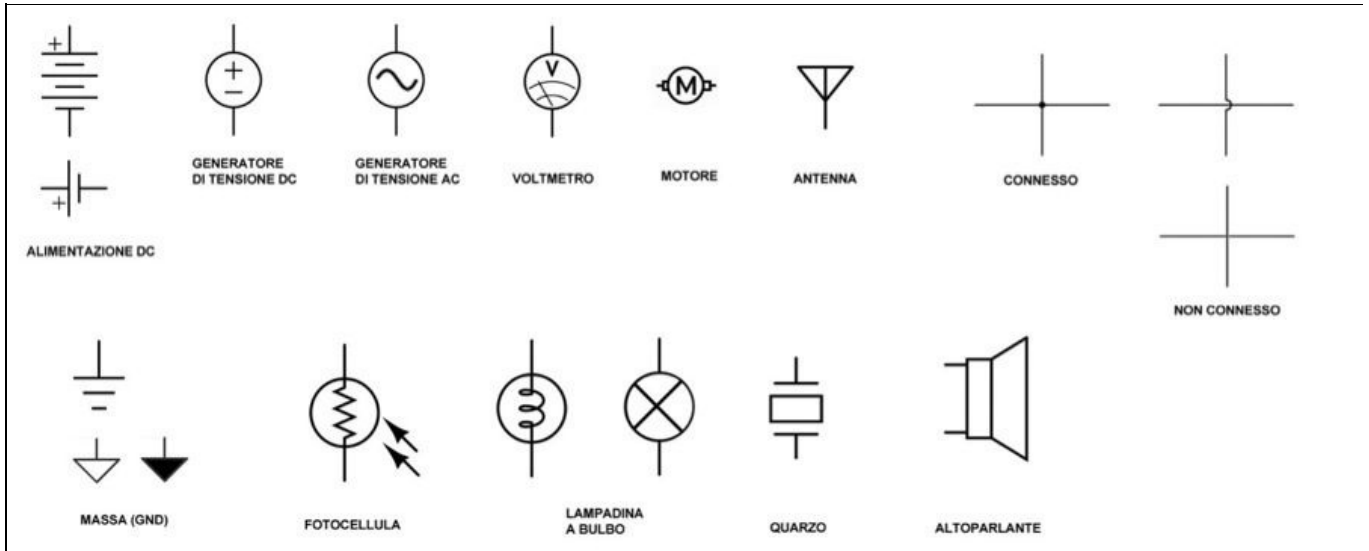 +
+
−
V
M
+
GENERATORE
DI TENSIONE DC
GENERATORE
DI TENSIONE AC
VOLTMETRO
MOTORE
ANTENNA
CONNESSO
ALIMENTAZIONE DC
NON CONNESSO
MASSA (GND)
FOTOCELLULA
LAMPADINA
A BULBO
QUARZO
ALTOPARLANTE